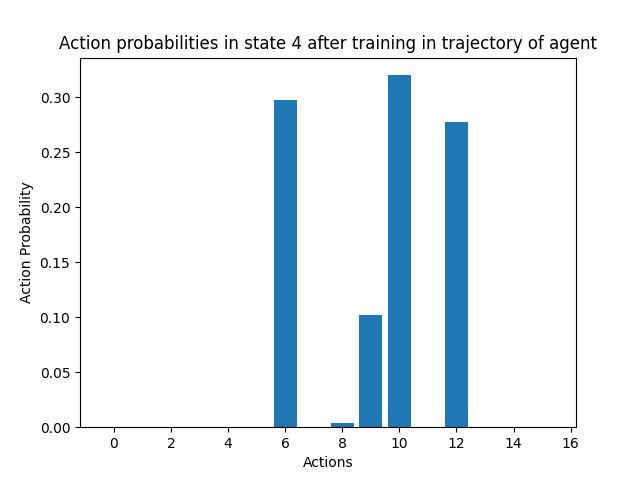 Action probabilities in state 4 after training in trajectory of agent
0.30
0.25
0.20
0.15
0.10
0.05
0.00
Action Probability
0 2 4 6 8 10 12 14 16
Actions